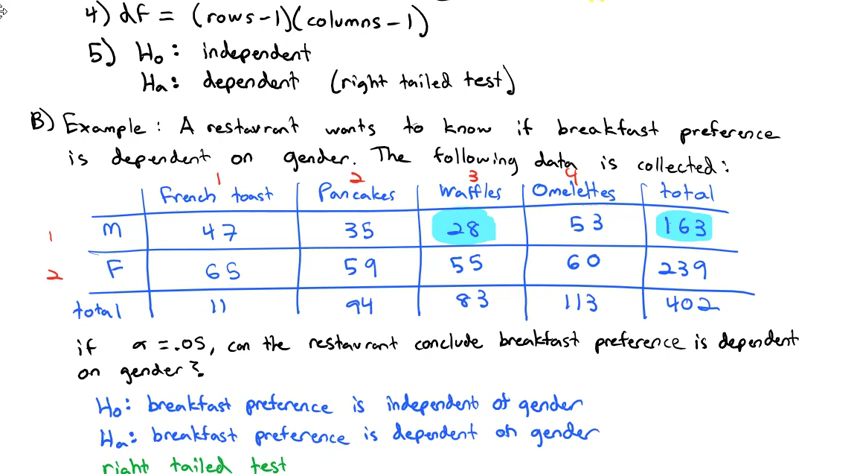 4) df = (rows-1)(columns-1)
5) Ho: independent
Ha: dependent (right tailed test)
B) Example: A restaurant wants to know if breakfast preference
is dependent on gender. The following data is collected:
1 2 3 4
French toast Pancakes Waffles Omelettes total
1 M 47 35 28 53 163
2 F 65 59 55 60 239
total 11 94 83 113 402
if α=.05, can the restaurant conclude breakfast preference is dependent
on gender?
Ho: breakfast preference is independent of gender
Ha: breakfast preference is dependent on gender
right tailed test